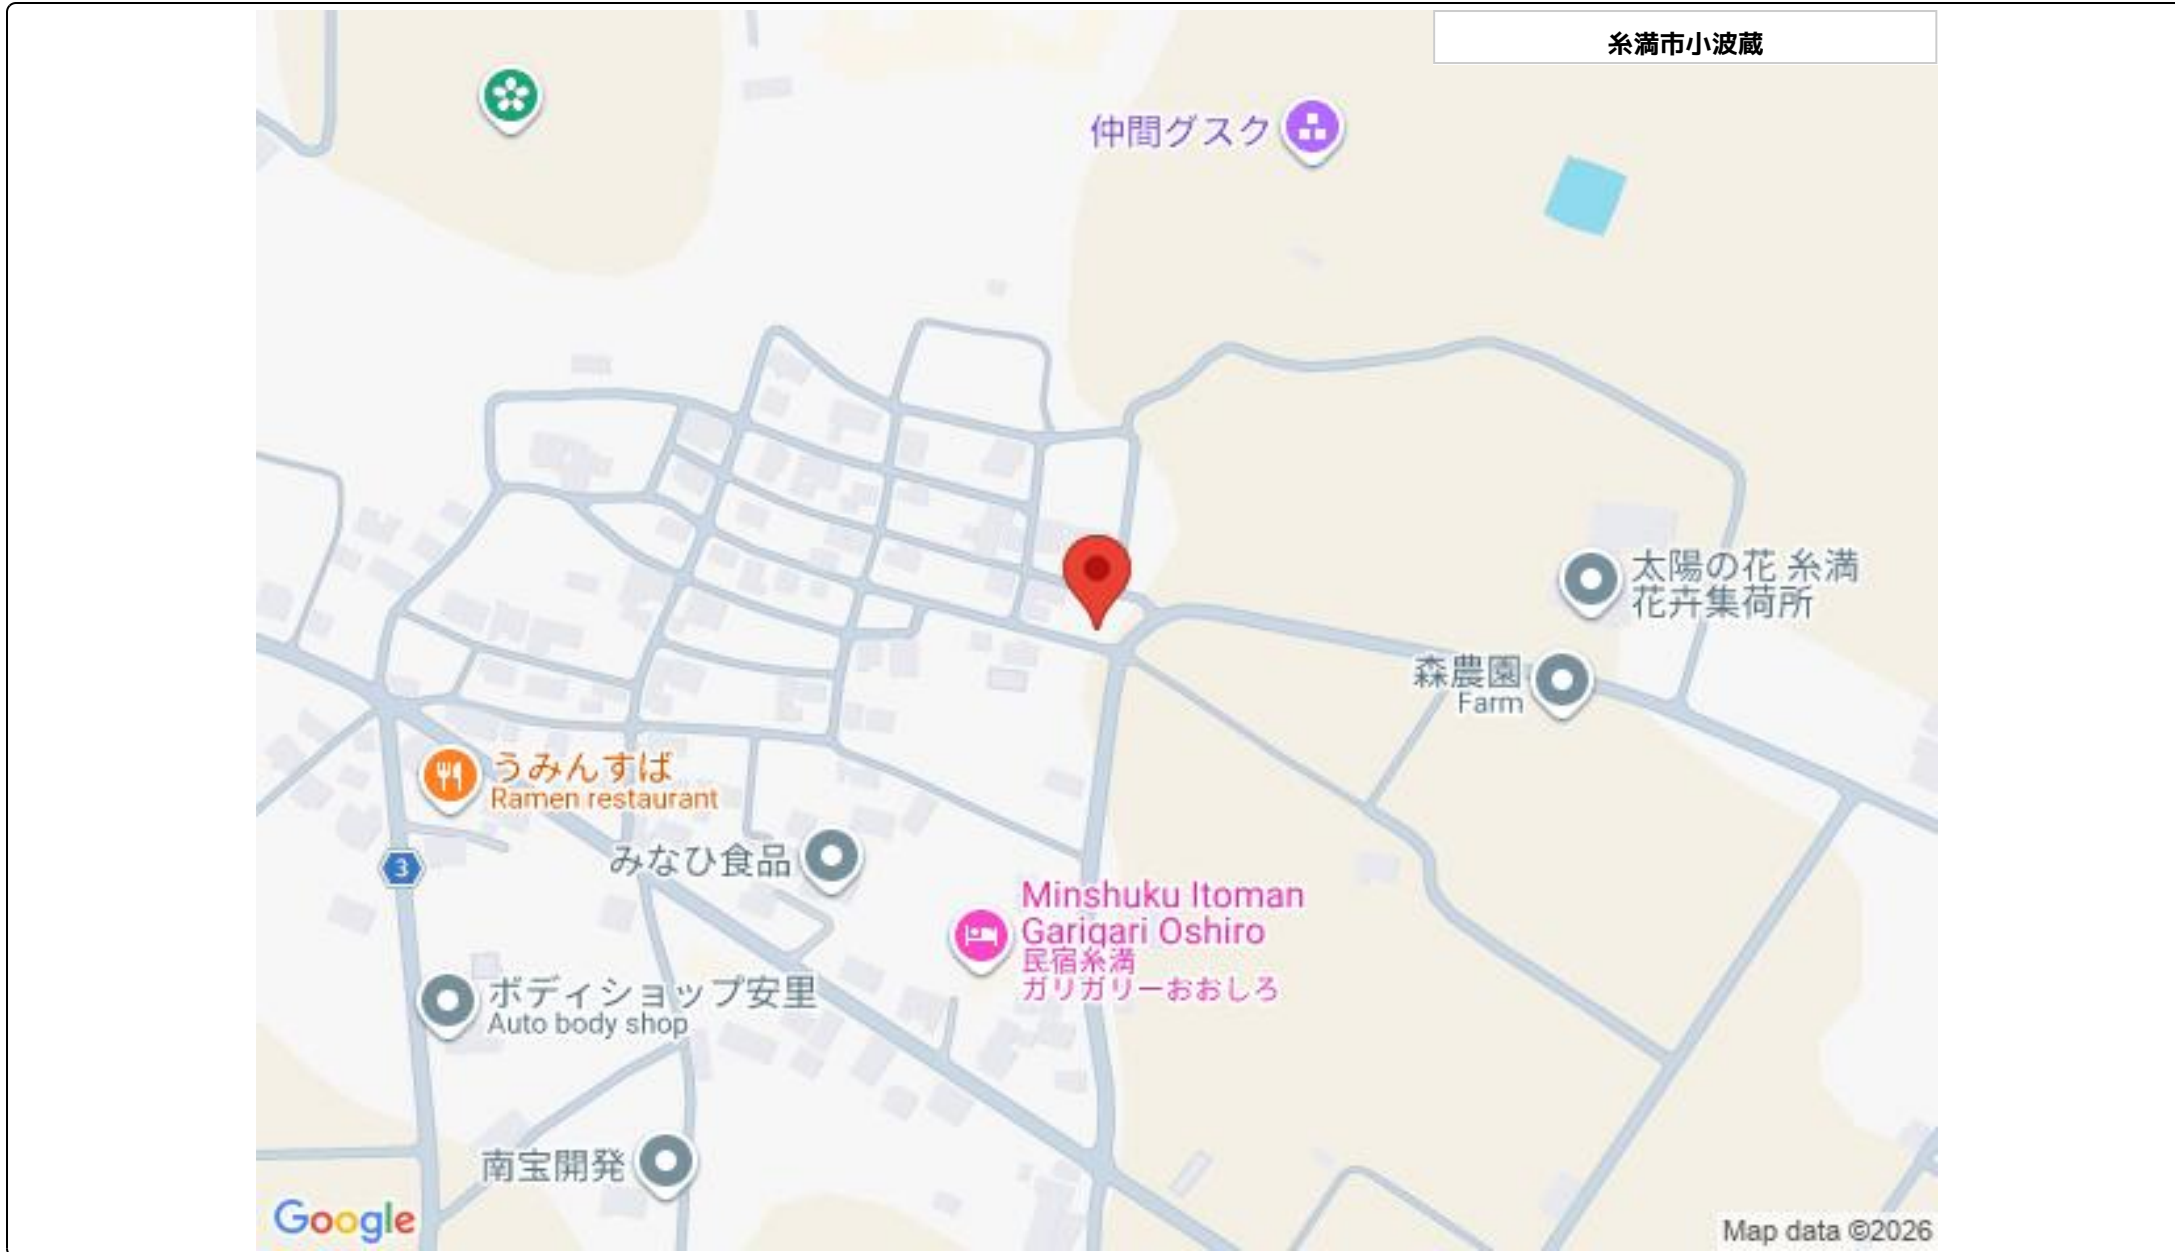 糸満市小波蔵
仲間グスク
太陽の花 糸満
花卉集荷所
森農園
Farm
うみんすば
Ramen restaurant
3
みなひ食品
Minshuku Itoman
Garigari Oshiro
民宿糸満
ガリガリーおおしろ
ボディショップ安里
Auto body shop
南宝開発
Google
Map data ©2026